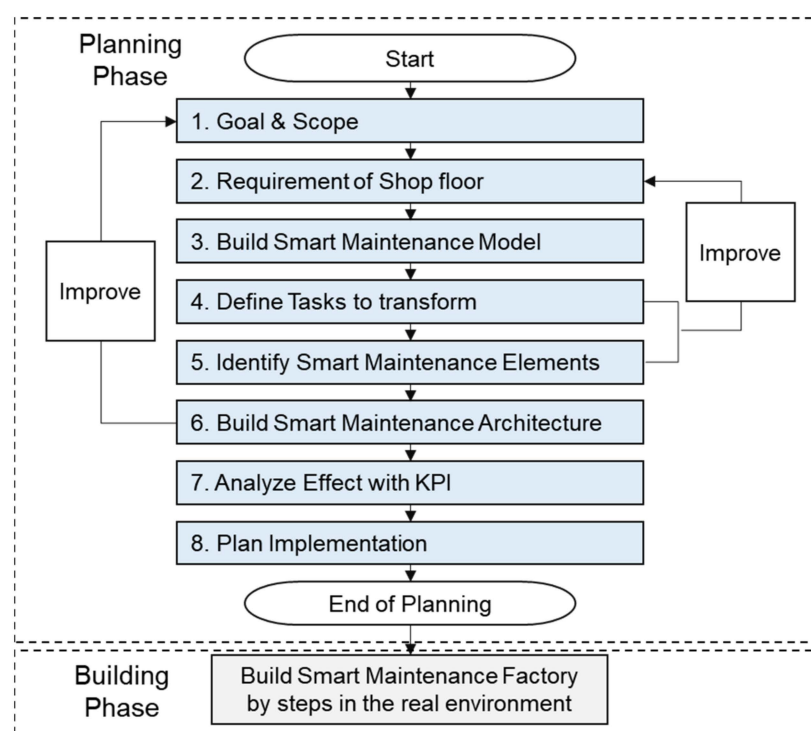 Planning
Phase
Start
1. Goal & Scope
2. Requirement of Shop floor
3. Build Smart Maintenance Model
Improve
Improve
4. Define Tasks to transform
5. Identify Smart Maintenance Elements
6. Build Smart Maintenance Architecture
7. Analyze Effect with KPI
8. Plan Implementation
End of Planning
Building
Phase
Build Smart Maintenance Factory
by steps in the real environment